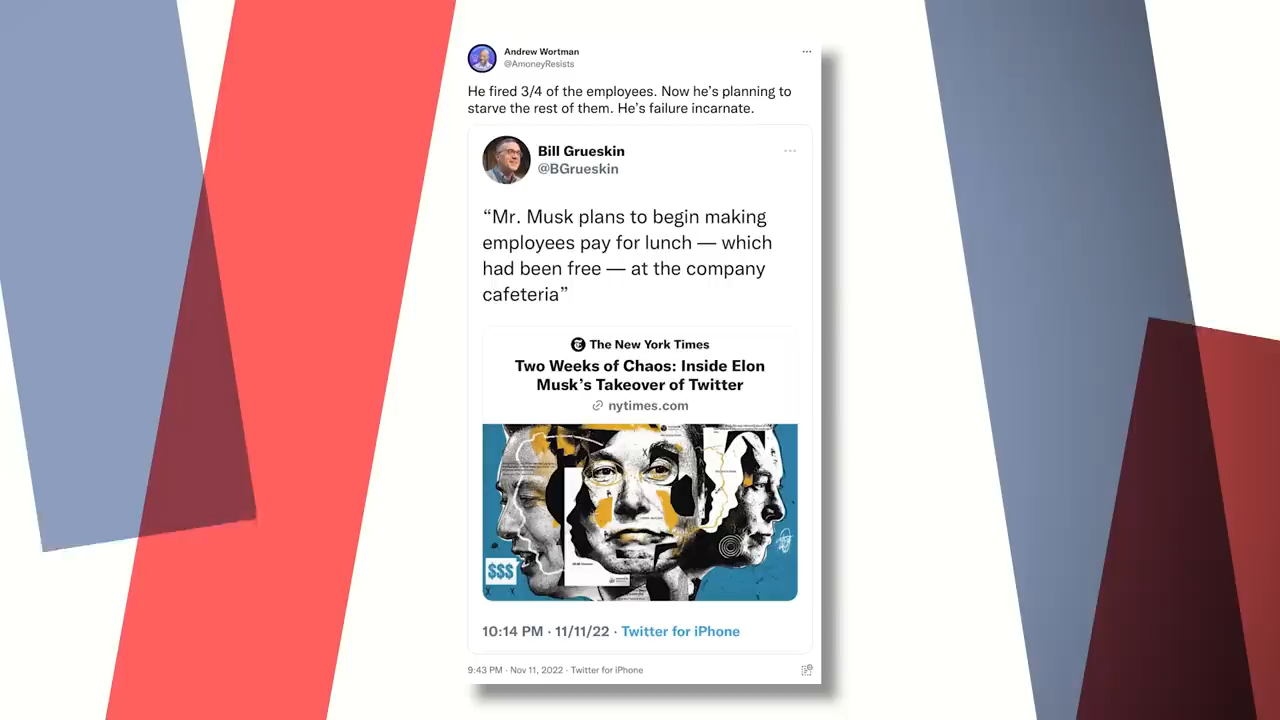 Andrew Wortman
@AmoneyResists
He fired 3/4 of the employees. Now he's planning to
starve the rest of them. He's failure incarnate.
Bill Grueskin
@BGrueskin
“Mr. Musk plans to begin making
employees pay for lunch — which
had been free — at the company
cafeteria”
The New York Times
Two Weeks of Chaos: Inside Elon
Musk's Takeover of Twitter
nytimes.com
$$$
10:14 PM · 11/11/22 · Twitter for iPhone
9:43 PM · Nov 11, 2022 · Twitter for iPhone